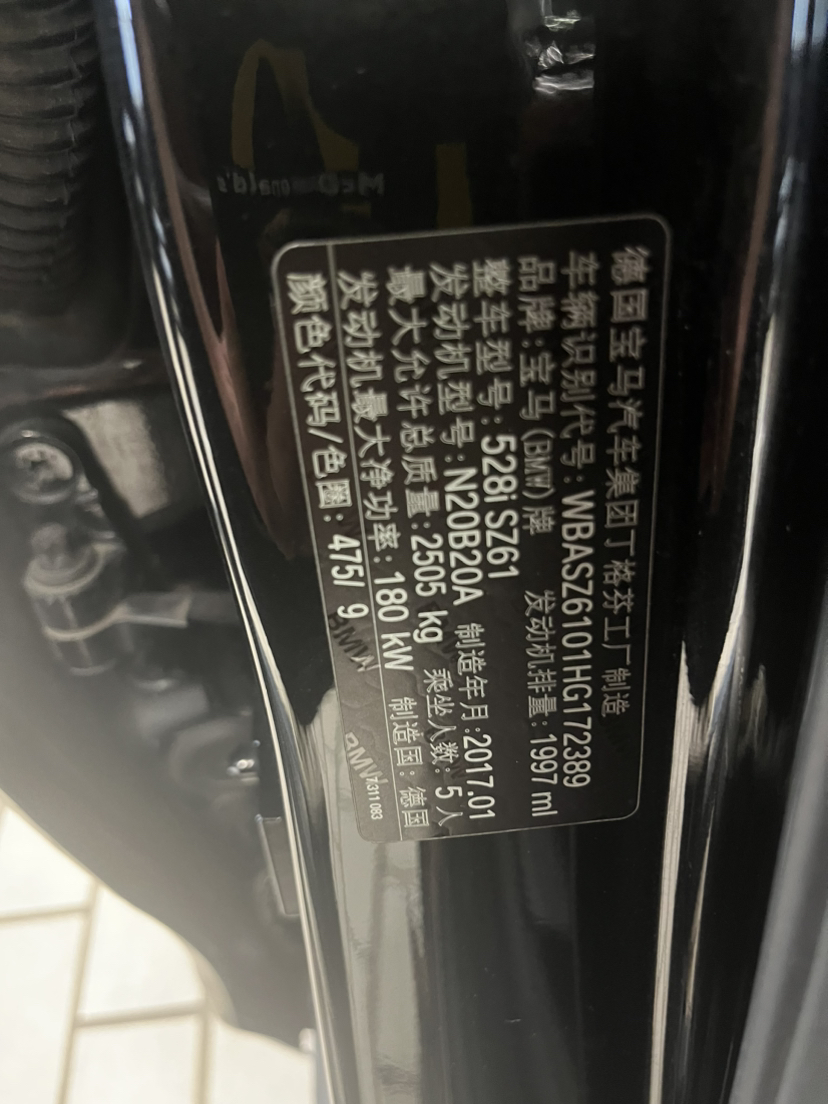 德国宝马汽车集团丁格芬工厂制造
车辆识别代号:WBASZ6101HG172389
品牌:宝马(BMW)牌 发动机排量:1997 ml
整车型号:528i SZ61
发动机型号:N20B20A 制造年月:2017.01
最大允许总质量:2505 kg 乘坐人数:5人
发动机最大净功率:180 kW 制造国:德国
颜色代码/色圈: 475/ 9
7311 083
BMW
BMW
McDonald's